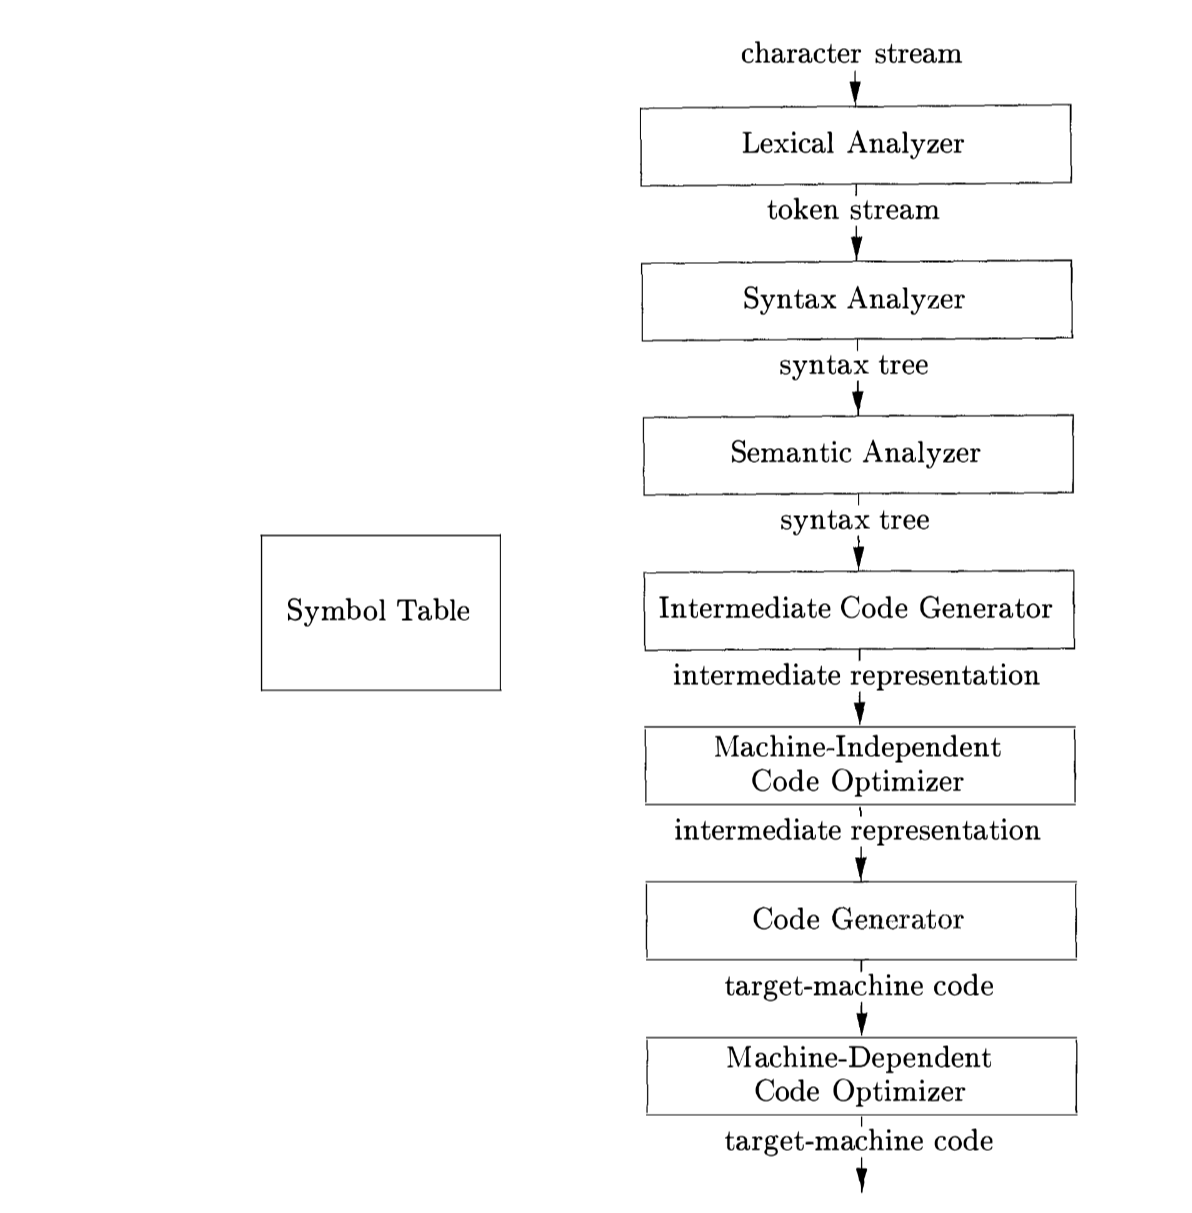 character stream
Lexical Analyzer
token stream
Syntax Analyzer
syntax tree
Semantic Analyzer
syntax tree
Symbol Table
Intermediate Code Generator
intermediate representation
Machine-Independent
Code Optimizer
intermediate representation
Code Generator
target-machine code
Machine-Dependent
Code Optimizer
target-machine code